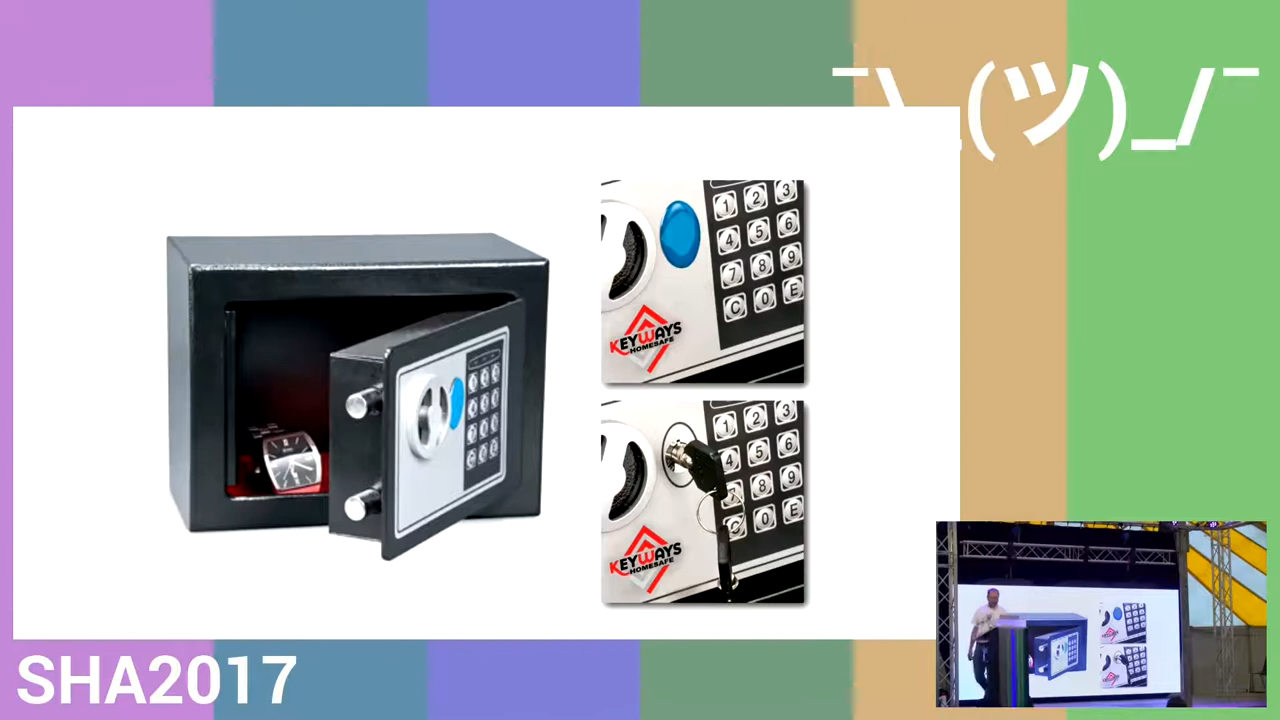 ¯\_(ツ)_/¯
1 2 3
4 5 6
7 8 9
C 0 E
KEYWAYS
HOMESAFE
1 2 3
4 5 6
7 8 9
C 0 E
KEYWAYS
HOMESAFE
SHA2017